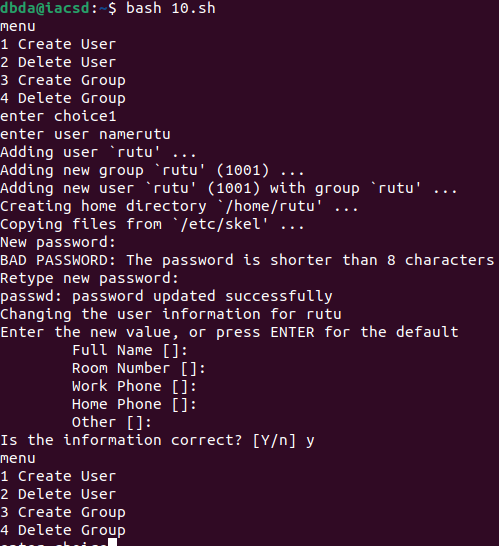 dbda@iacsd:~$ bash 10.sh
menu
1 Create User
2 Delete User
3 Create Group
4 Delete Group
enter choice1
enter user namerutu
Adding user `rutu' ...
Adding new group `rutu' (1001) ...
Adding new user `rutu' (1001) with group `rutu' ...
Creating home directory `/home/rutu' ...
Copying files from `/etc/skel' ...
New password:
BAD PASSWORD: The password is shorter than 8 characters
Retype new password:
passwd: password updated successfully
Changing the user information for rutu
Enter the new value, or press ENTER for the default
        Full Name []:
        Room Number []:
        Work Phone []:
        Home Phone []:
        Other []:
Is the information correct? [Y/n] y
menu
1 Create User
2 Delete User
3 Create Group
4 Delete Group
enter choice